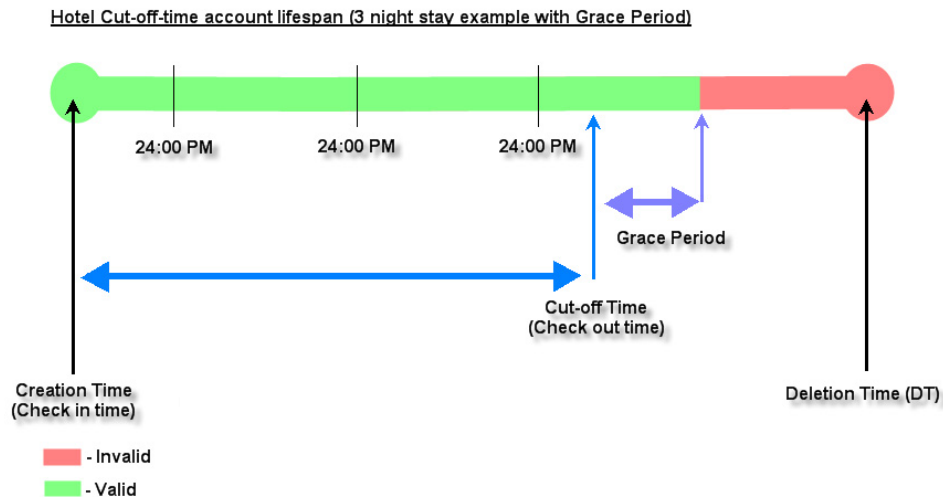 Hotel Cut-off-time account lifespan (3 night stay example with Grace Period)
24:00 PM
24:00 PM
24:00 PM
Grace Period
Cut-off Time
(Check out time)
Creation Time
(Check in time)
Deletion Time (DT)
- Invalid
- Valid